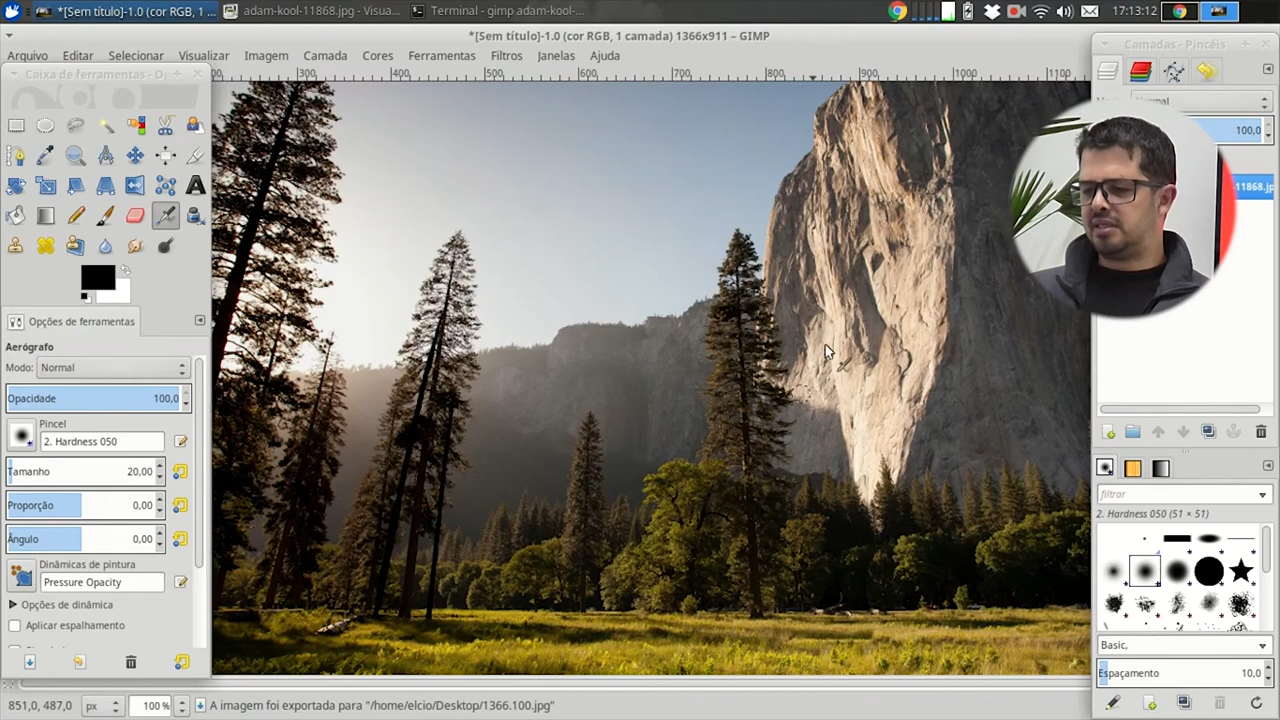 *[Sem título]-1.0 (cor RGB, 1 ...
adam-kool-11868.jpg - Visua...
Terminal - gimp adam-kool-...
17:13:12
*[Sem título]-1.0 (cor RGB, 1 camada) 1366x911 – GIMP
Camadas - Pincéis
Arquivo Editar Selecionar Visualizar Imagem Camada Cores Ferramentas Filtros Janelas Ajuda
Caixa de ferramentas - O
300 400 500 600 700 800 900 1000 1100
Normal
100,0
11868.jp
Opções de ferramentas
Aerógrafo
Modo: Normal
Opacidade 100,0
Pincel
2. Hardness 050
Tamanho 20,00
Proporção 0,00
Ângulo 0,00
Dinâmicas de pintura
Pressure Opacity
Opções de dinâmica
Aplicar espalhamento
filtrar
2. Hardness 050 (51 × 51)
Basic,
Espaçamento 10,0
851,0, 487,0 px 100 % A imagem foi exportada para "/home/elcio/Desktop/1366.100.jpg"